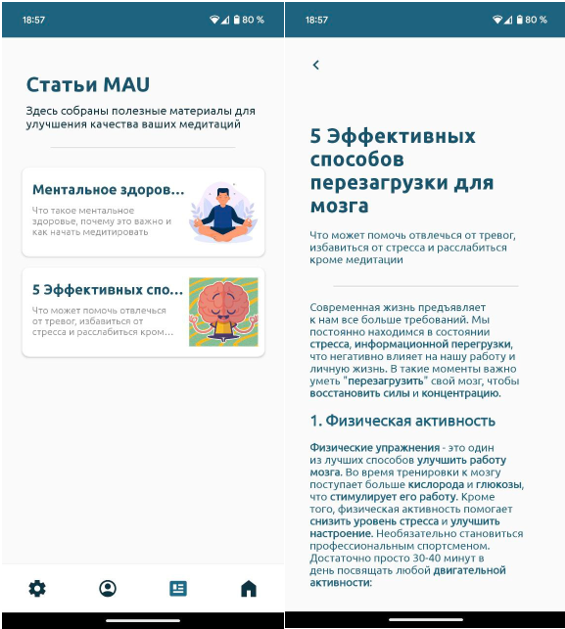 18:57
80 %
Статьи MAU
Здесь собраны полезные материалы для
улучшения качества ваших медитаций
Ментальное здоров...
Что такое ментальное
здоровье, почему это важно и
как начать медитировать
5 Эффективных спо...
Что может помочь отвлечься
от тревог, избавиться от
стресса и расслабиться кром...
18:57
80 %
5 Эффективных
способов
перезагрузки для
мозга
Что может помочь отвлечься от тревог,
избавиться от стресса и расслабиться
кроме медитации
Современная жизнь предъявляет
к нам все больше требований. Мы
постоянно находимся в состоянии
стресса, информационной перегрузки,
что негативно влияет на нашу работу и
личную жизнь. В такие моменты важно
уметь "перезагрузить" свой мозг, чтобы
восстановить силы и концентрацию.
1. Физическая активность
Физические упражнения - это один
из лучших способов улучшить работу
мозга. Во время тренировки к мозгу
поступает больше кислорода и глюкозы,
что стимулирует его работу. Кроме
того, физическая активность помогает
снизить уровень стресса и улучшить
настроение. Необязательно становиться
профессиональным спортсменом.
Достаточно просто 30-40 минут в
день посвящать любой двигательной
активности: